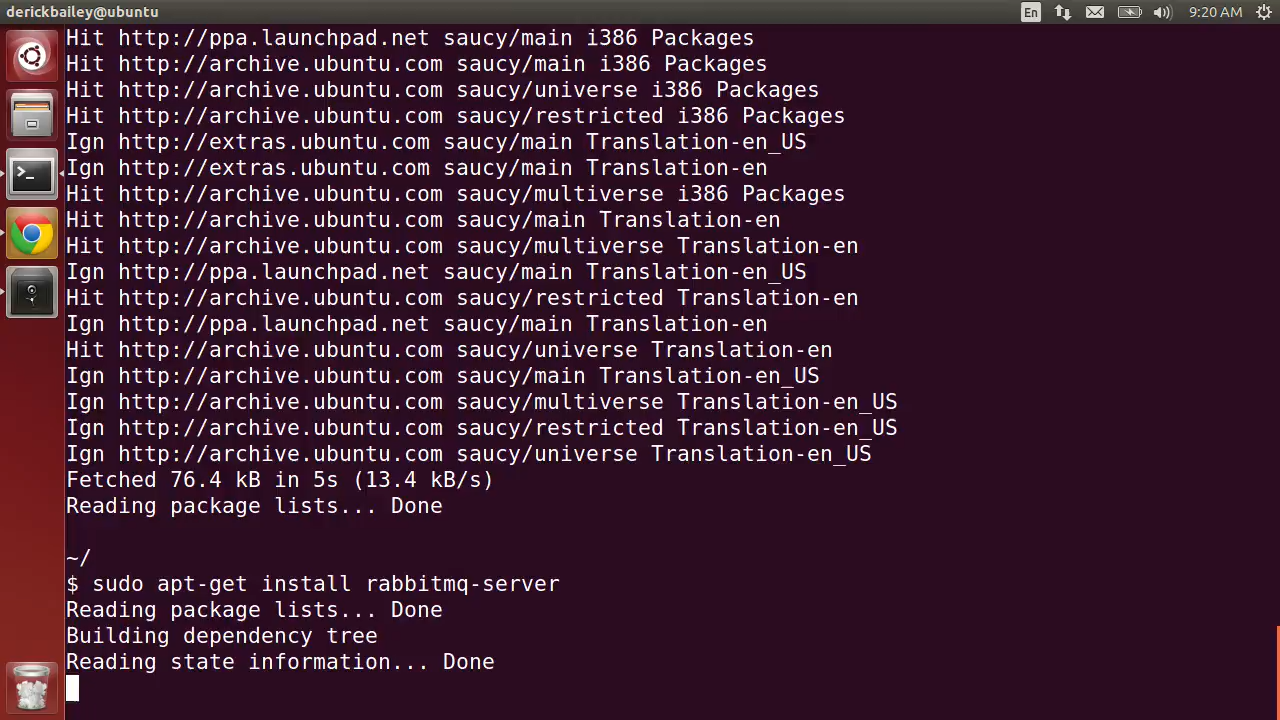 derickbailey@ubuntu
En
9:20 AM
Hit http://ppa.launchpad.net saucy/main i386 Packages
Hit http://archive.ubuntu.com saucy/main i386 Packages
Hit http://archive.ubuntu.com saucy/universe i386 Packages
Hit http://archive.ubuntu.com saucy/restricted i386 Packages
Ign http://extras.ubuntu.com saucy/main Translation-en_US
Ign http://extras.ubuntu.com saucy/main Translation-en
Hit http://archive.ubuntu.com saucy/multiverse i386 Packages
Hit http://archive.ubuntu.com saucy/main Translation-en
Hit http://archive.ubuntu.com saucy/multiverse Translation-en
Ign http://ppa.launchpad.net saucy/main Translation-en_US
Hit http://archive.ubuntu.com saucy/restricted Translation-en
Ign http://ppa.launchpad.net saucy/main Translation-en
Hit http://archive.ubuntu.com saucy/universe Translation-en
Ign http://archive.ubuntu.com saucy/main Translation-en_US
Ign http://archive.ubuntu.com saucy/multiverse Translation-en_US
Ign http://archive.ubuntu.com saucy/restricted Translation-en_US
Ign http://archive.ubuntu.com saucy/universe Translation-en_US
Fetched 76.4 kB in 5s (13.4 kB/s)
Reading package lists... Done
~/
$ sudo apt-get install rabbitmq-server
Reading package lists... Done
Building dependency tree
Reading state information... Done